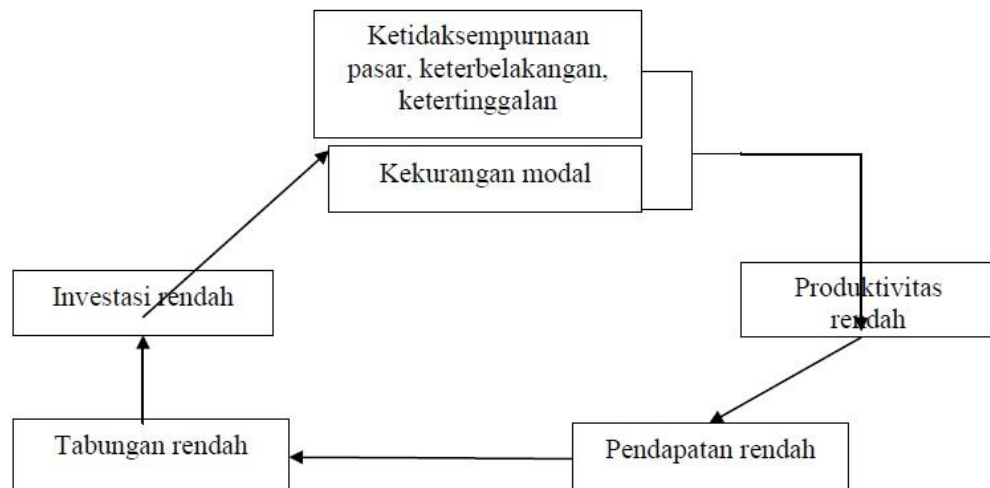 Ketidaksempurnaan
pasar, keterbelakangan,
ketertinggalan
Kekurangan modal
Investasi rendah
Produktivitas
rendah
Tabungan rendah
Pendapatan rendah